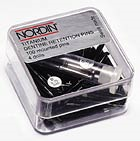 NORDIN
TITANIUM
DENTINE RETENTION PINS
100 mounted pins
4 drills